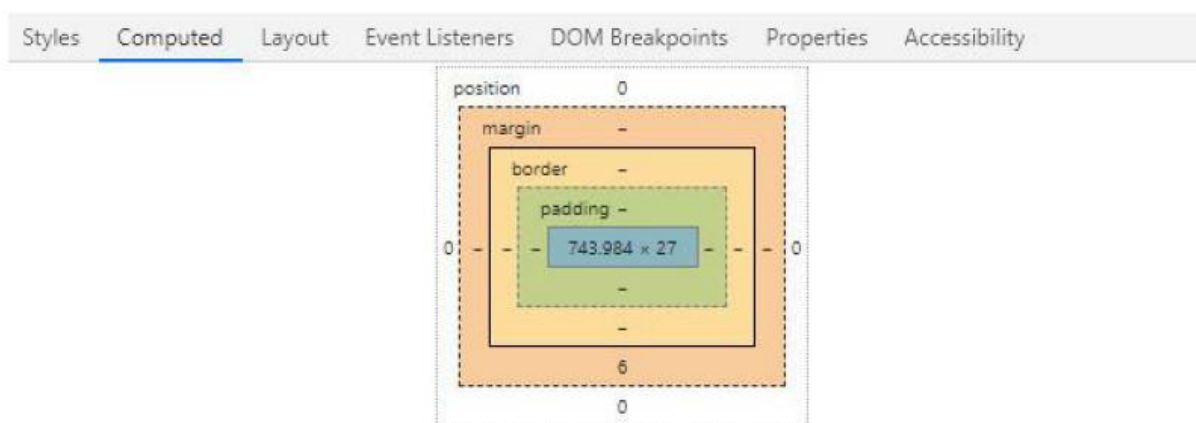 Styles Computed Layout Event Listeners DOM Breakpoints Properties Accessibility
position 0
margin -
border -
padding -
0 - - - 743.984 × 27 - - - 0
-
-
6
0